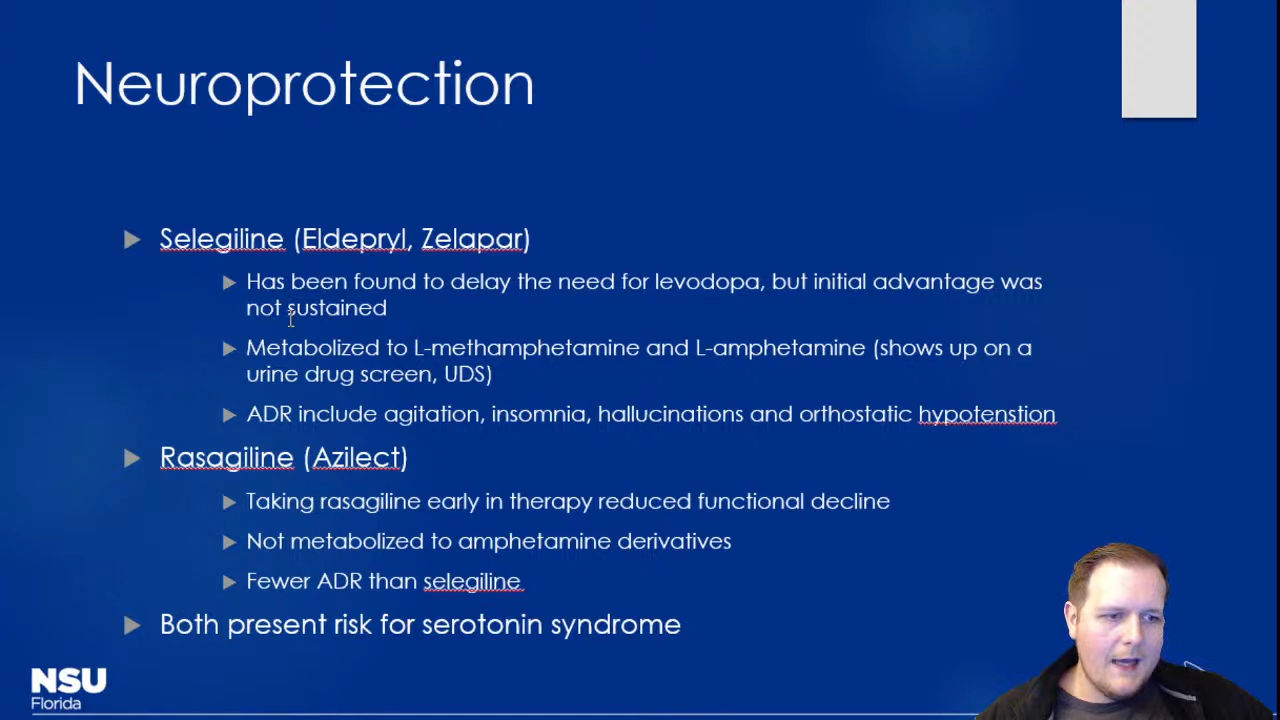 Neuroprotection
Selegiline (Eldepryl, Zelapar)
Has been found to delay the need for levodopa, but initial advantage was
not sustained
Metabolized to L-methamphetamine and L-amphetamine (shows up on a
urine drug screen, UDS)
ADR include agitation, insomnia, hallucinations and orthostatic hypotenstion
Rasagiline (Azilect)
Taking rasagiline early in therapy reduced functional decline
Not metabolized to amphetamine derivatives
Fewer ADR than selegiline
Both present risk for serotonin syndrome
NSU
Florida